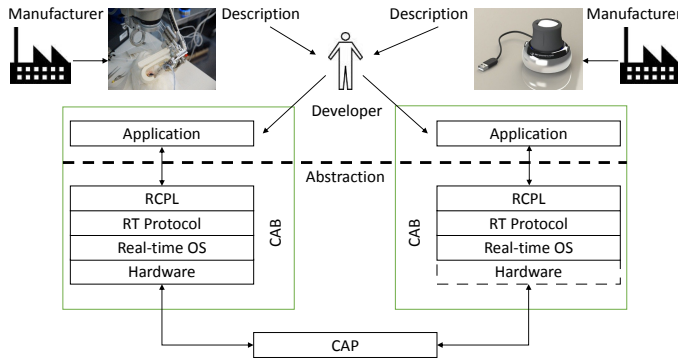 Manufacturer
Description
Description
Manufacturer
Developer
Application
Application
Abstraction
RCPL
RT Protocol
Real-time OS
Hardware
CAB
CAB
RCPL
RT Protocol
Real-time OS
Hardware
CAP